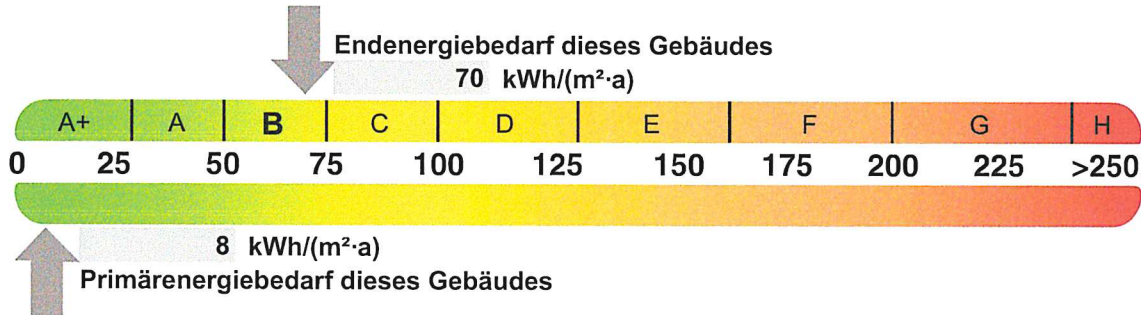 Endenergiebedarf dieses Gebäudes
70 kWh/(m²·a)
A+ A B C D E F G H
0 25 50 75 100 125 150 175 200 225 >250
8 kWh/(m²·a)
Primärenergiebedarf dieses Gebäudes